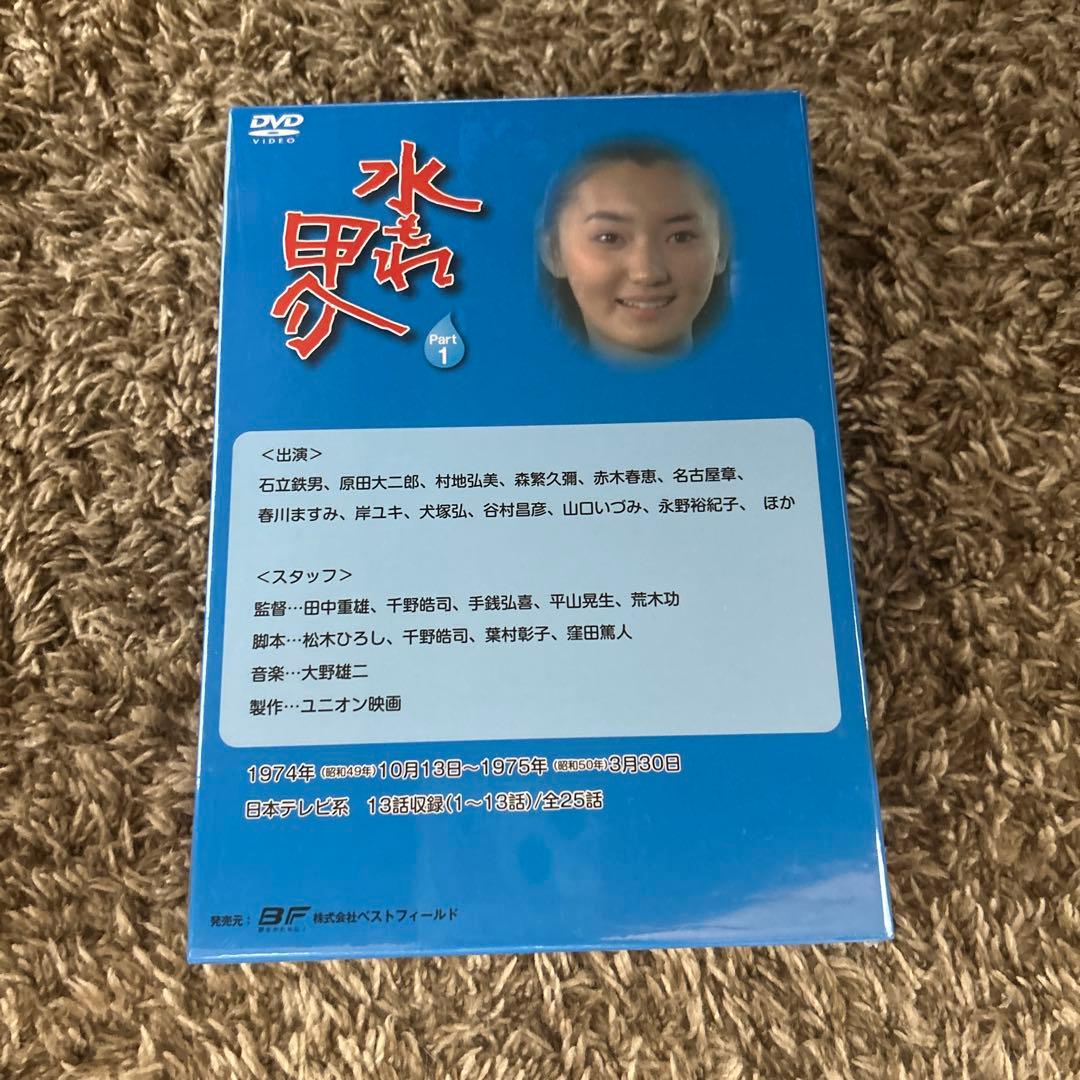 DVD
VIDEO
水もれ
甲介
Part
1
＜出演＞
石立鉄男、原田大二郎、村地弘美、森繁久彌、赤木春恵、名古屋章、
春川ますみ、岸ユキ、犬塚弘、谷村昌彦、山口いづみ、永野裕紀子、 ほか
＜スタッフ＞
監督…田中重雄、千野皓司、手銭弘喜、平山晃生、荒木功
脚本…松木ひろし、千野皓司、葉村彰子、窪田篤人
音楽…大野雄二
製作…ユニオン映画
1974年（昭和49年）10月13日～1975年（昭和50年）3月30日
日本テレビ系　13話収録（1～13話）/全25話
発売元： BF 株式会社ベストフィールド